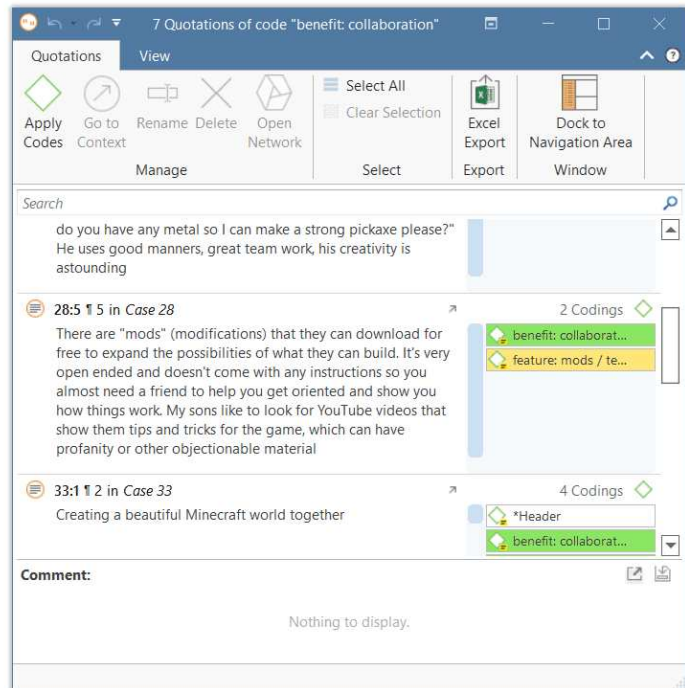 7 Quotations of code "benefit: collaboration"
Quotations View
Apply Codes
Go to Context
Rename
Delete
Open Network
Select All
Clear Selection
Excel Export
Dock to Navigation Area
Manage Select Export Window
Search
do you have any metal so I can make a strong pickaxe please?"
He uses good manners, great team work, his creativity is
astounding
28:5 ¶ 5 in Case 28 2 Codings
There are "mods" (modifications) that they can download for
free to expand the possibilities of what they can build. It's very
open ended and doesn't come with any instructions so you
almost need a friend to help you get oriented and show you
how things work. My sons like to look for YouTube videos that
show them tips and tricks for the game, which can have
profanity or other objectionable material
benefit: collaborat...
feature: mods / te...
33:1 ¶ 2 in Case 33 4 Codings
Creating a beautiful Minecraft world together
*Header
benefit: collaborat...
Comment:
Nothing to display.